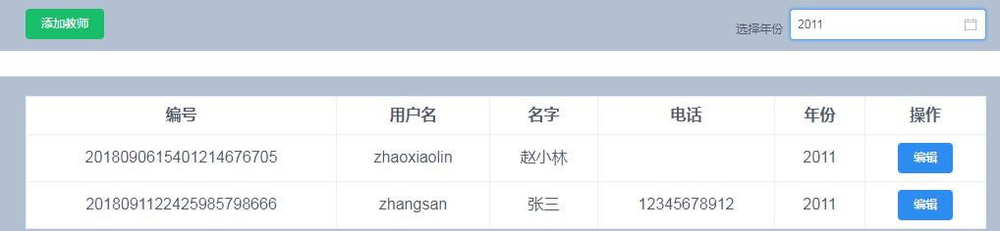 添加教师 选择年份 2011
编号 用户名 名字 电话 年份 操作
2018090615401214676705 zhaoxiaolin 赵小林 2011 编辑
2018091122425985798666 zhangsan 张三 12345678912 2011 编辑